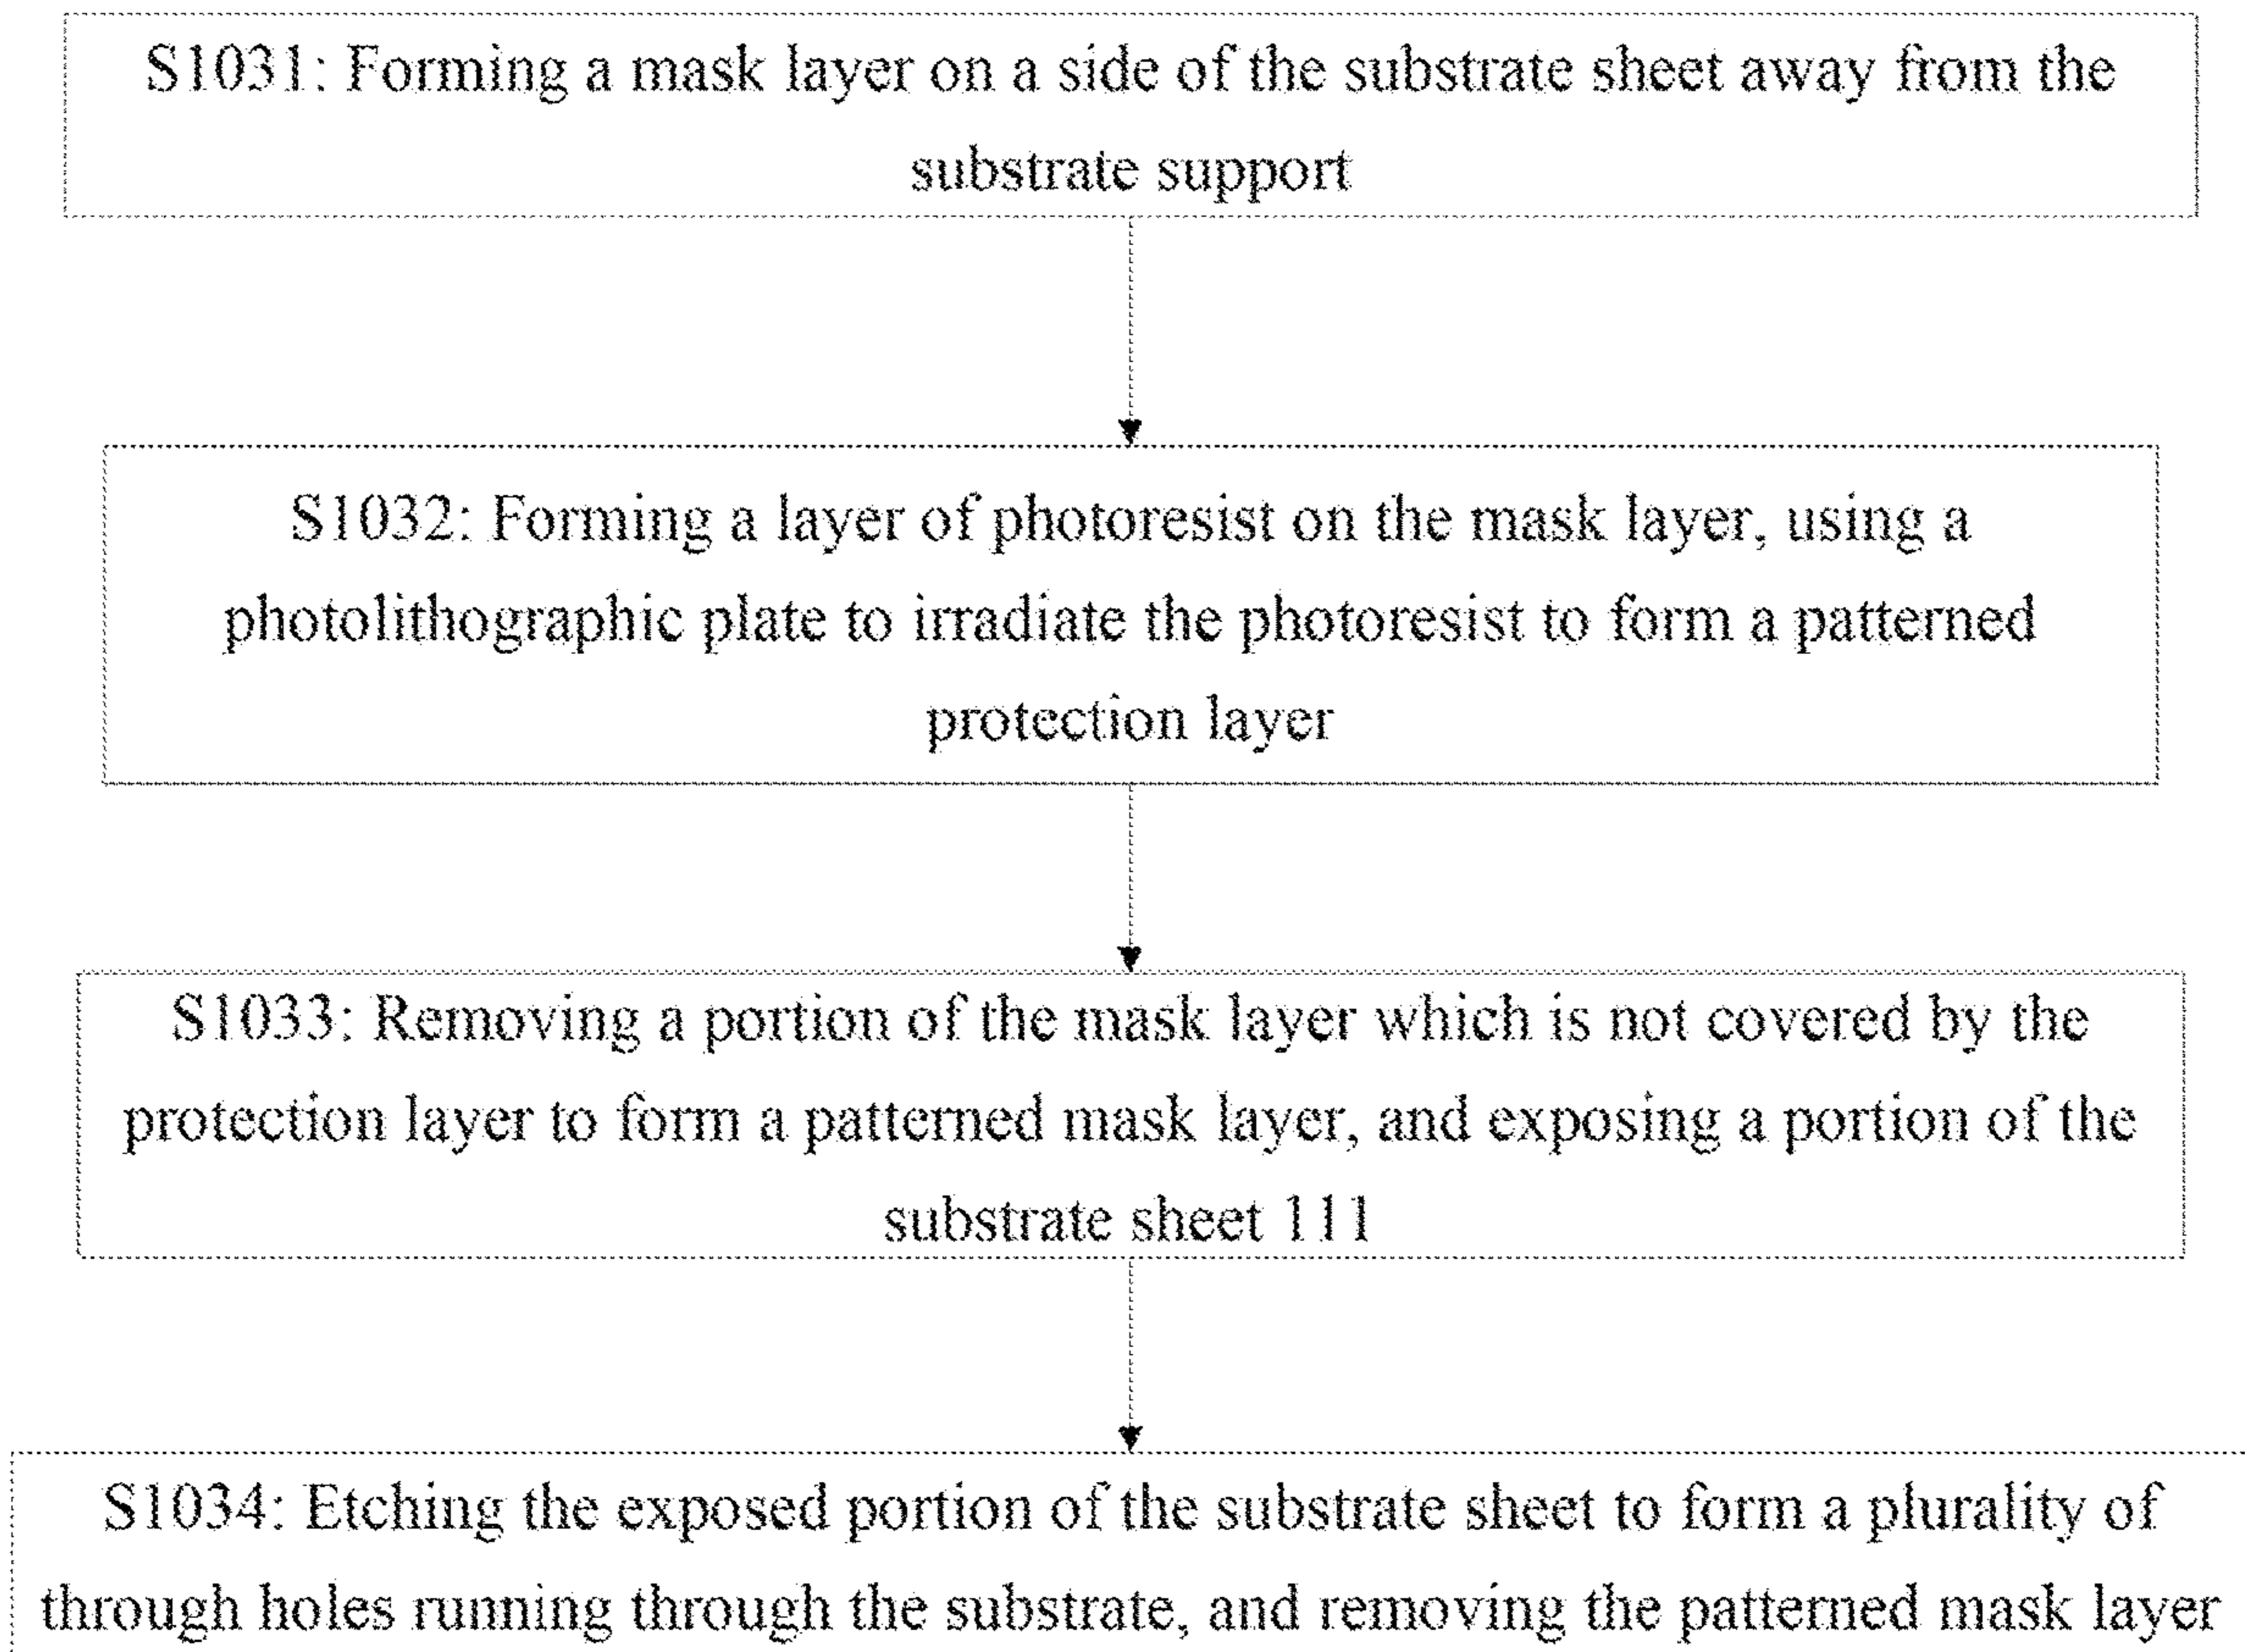 S1031: Forming a mask layer on a side of the substrate sheet away from the
substrate support
S1032: Forming a layer of photoresist on the mask layer, using a
photolithographic plate to irradiate the photoresist to form a patterned
protection layer
S1033: Removing a portion of the mask layer which is not covered by the
protection layer to form a patterned mask layer, and exposing a portion of the
substrate sheet 111
S1034: Etching the exposed portion of the substrate sheet to form a plurality of
through holes running through the substrate, and removing the patterned mask layer